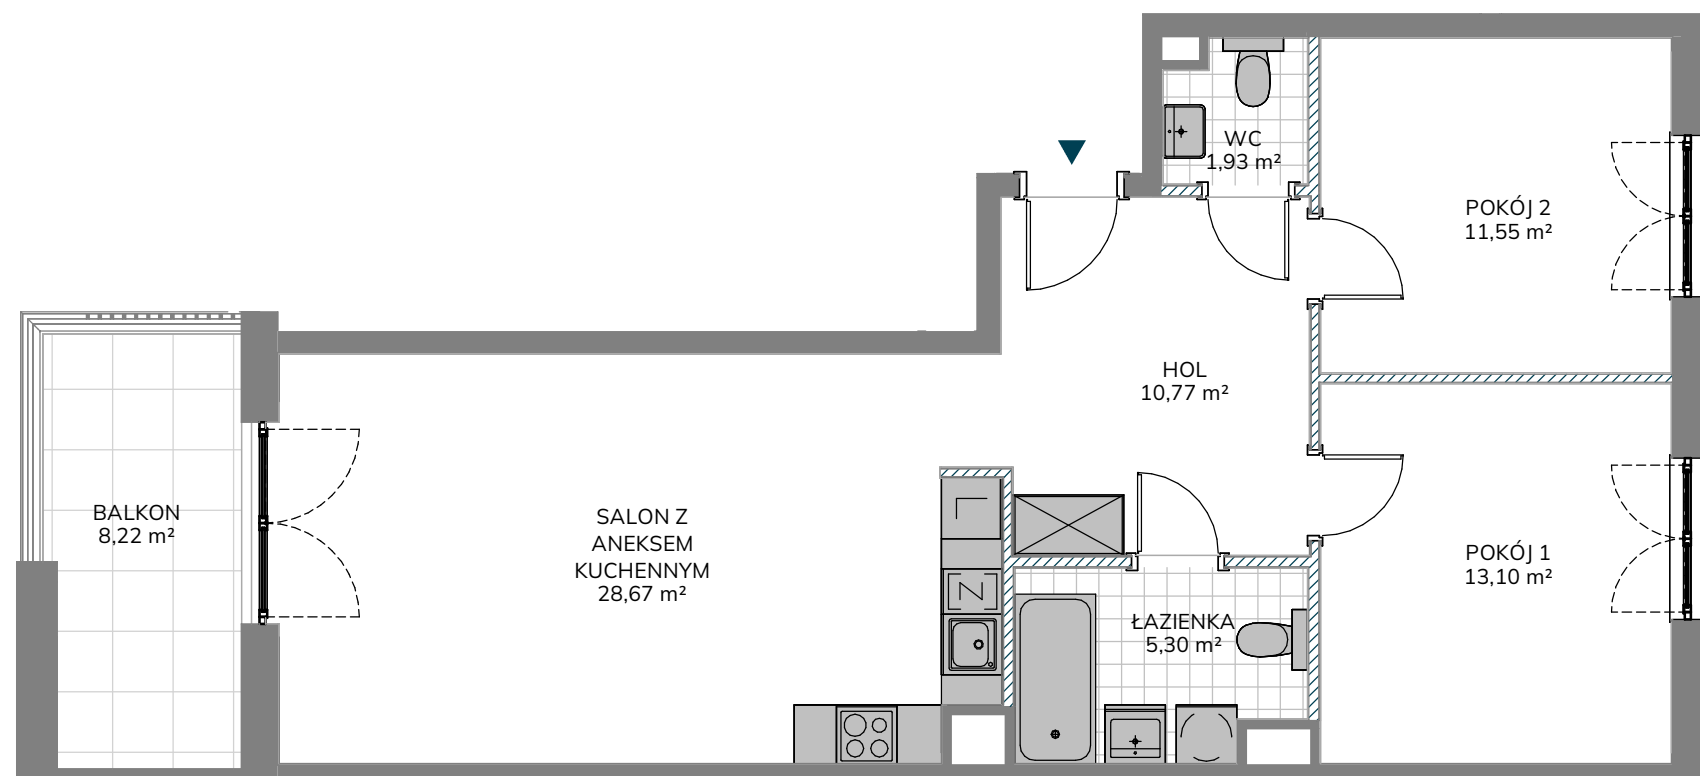 WC
1,93 m²
POKÓJ 2
11,55 m²
HOL
10,77 m²
BALKON
8,22 m²
SALON Z
ANEKSEM
KUCHENNYM
28,67 m²
L
Z
POKÓJ 1
13,10 m²
ŁAZIENKA
5,30 m²